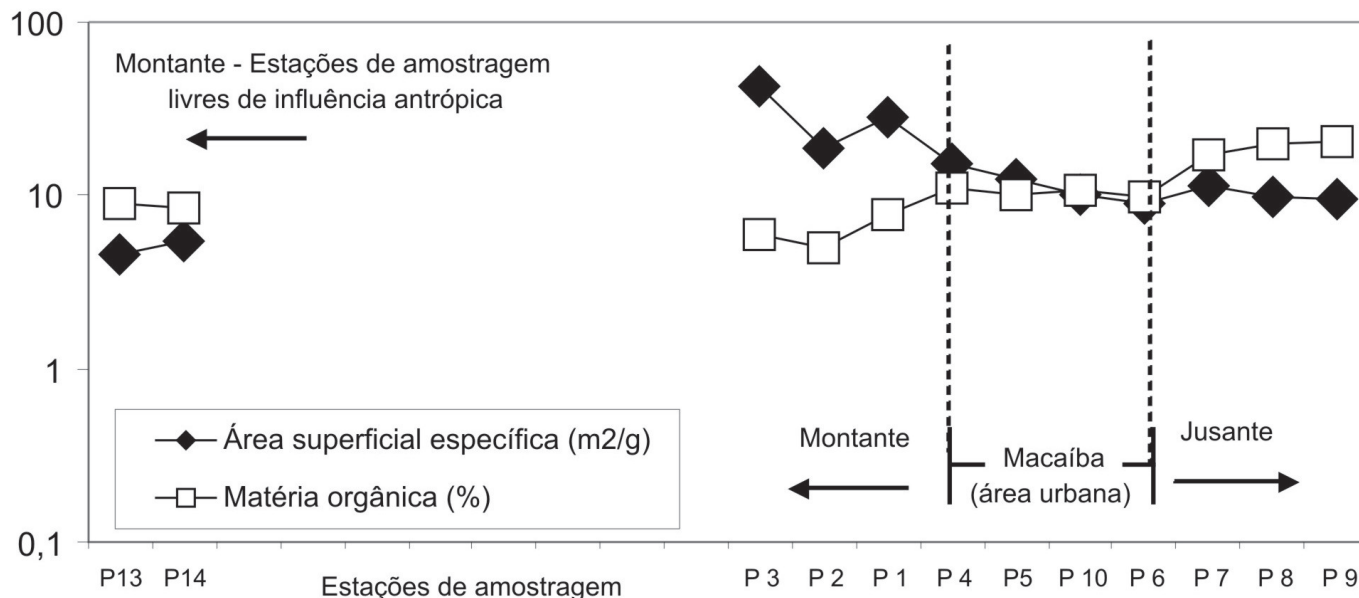 100
10
1
0,1
Montante - Estações de amostragem
livres de influência antrópica
Área superficial específica (m2/g)
Matéria orgânica (%)
Montante
Macaíba
(área urbana)
Jusante
P13 P14 P 3 P 2 P 1 P 4 P5 P 10 P 6 P 7 P 8 P 9
Estações de amostragem